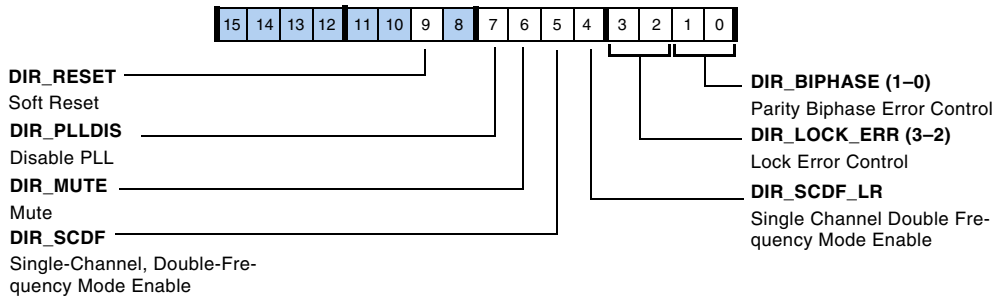 15 14 13 12 11 10 9 8 7 6 5 4 3 2 1 0
DIR_RESET
Soft Reset
DIR_PLLDIS
Disable PLL
DIR_MUTE
Mute
DIR_SCDF
Single-Channel, Double-Fre-
quency Mode Enable
DIR_BIPHASE (1–0)
Parity Biphase Error Control
DIR_LOCK_ERR (3–2)
Lock Error Control
DIR_SCDF_LR
Single Channel Double Fre-
quency Mode Enable